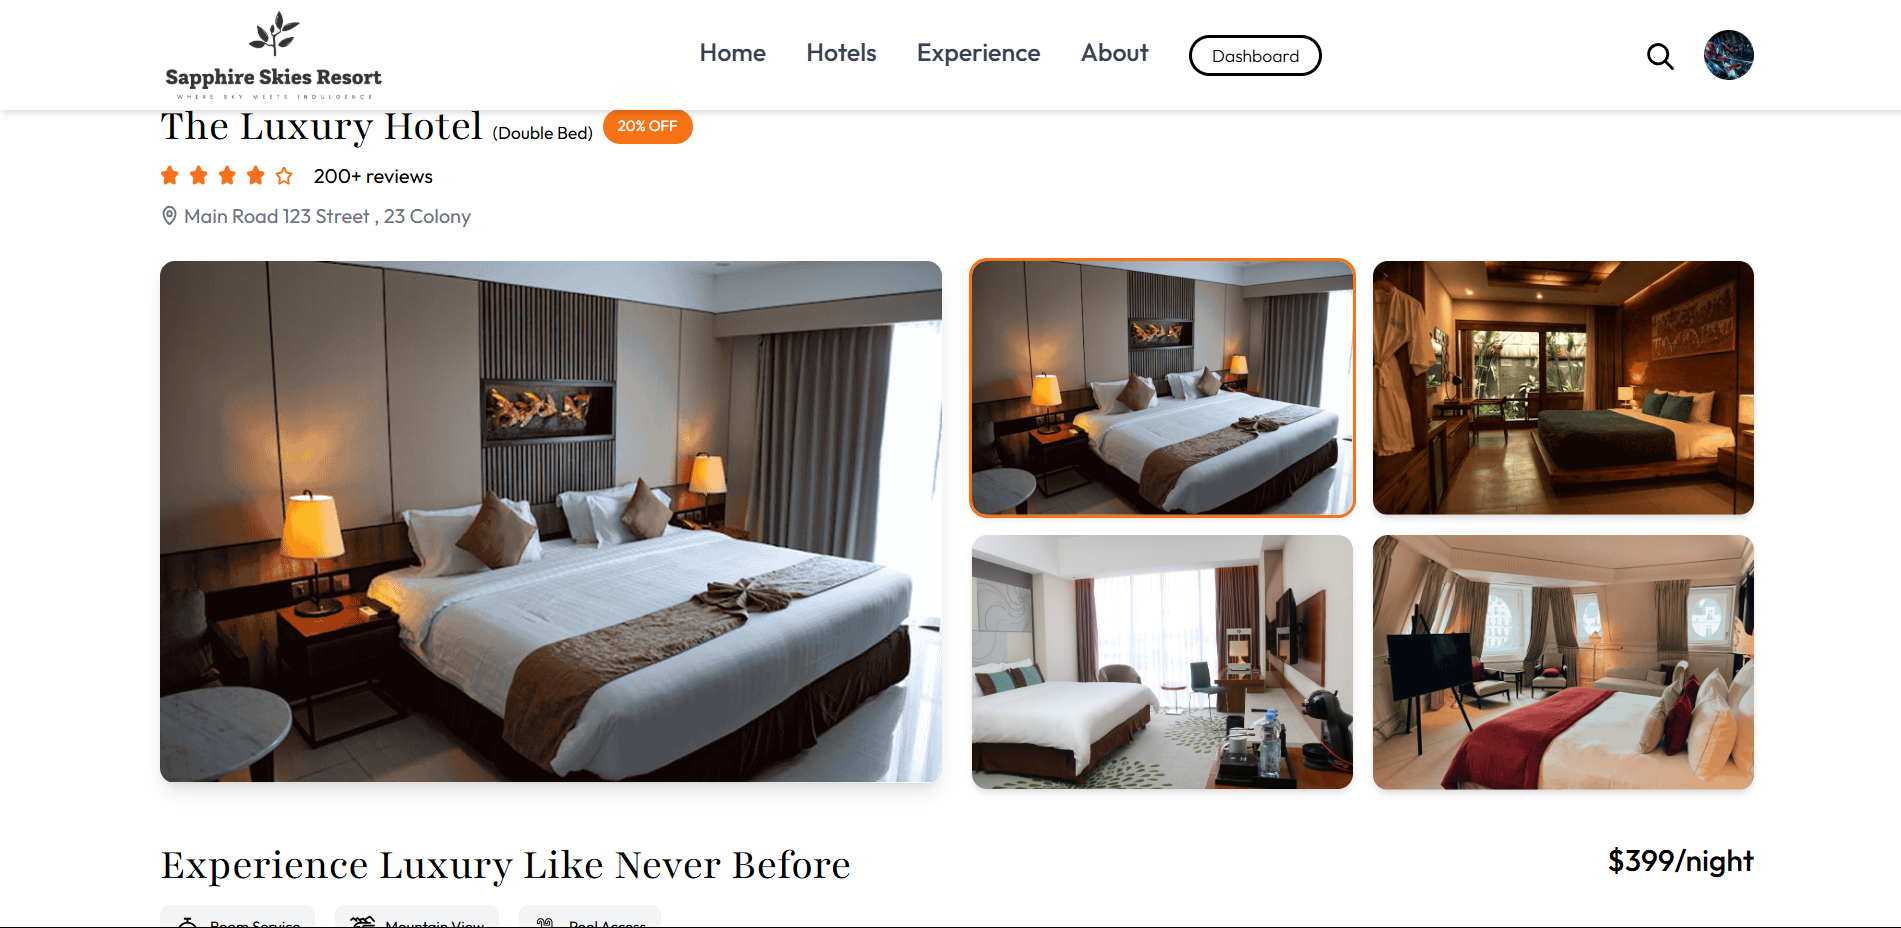 Sapphire Skies Resort
WHERE SKY MEETS INDULGENCE
Home Hotels Experience About Dashboard
The Luxury Hotel (Double Bed) 20% OFF
200+ reviews
Main Road 123 Street , 23 Colony
Experience Luxury Like Never Before
$399/night
Room Service Mountain View Pool Access